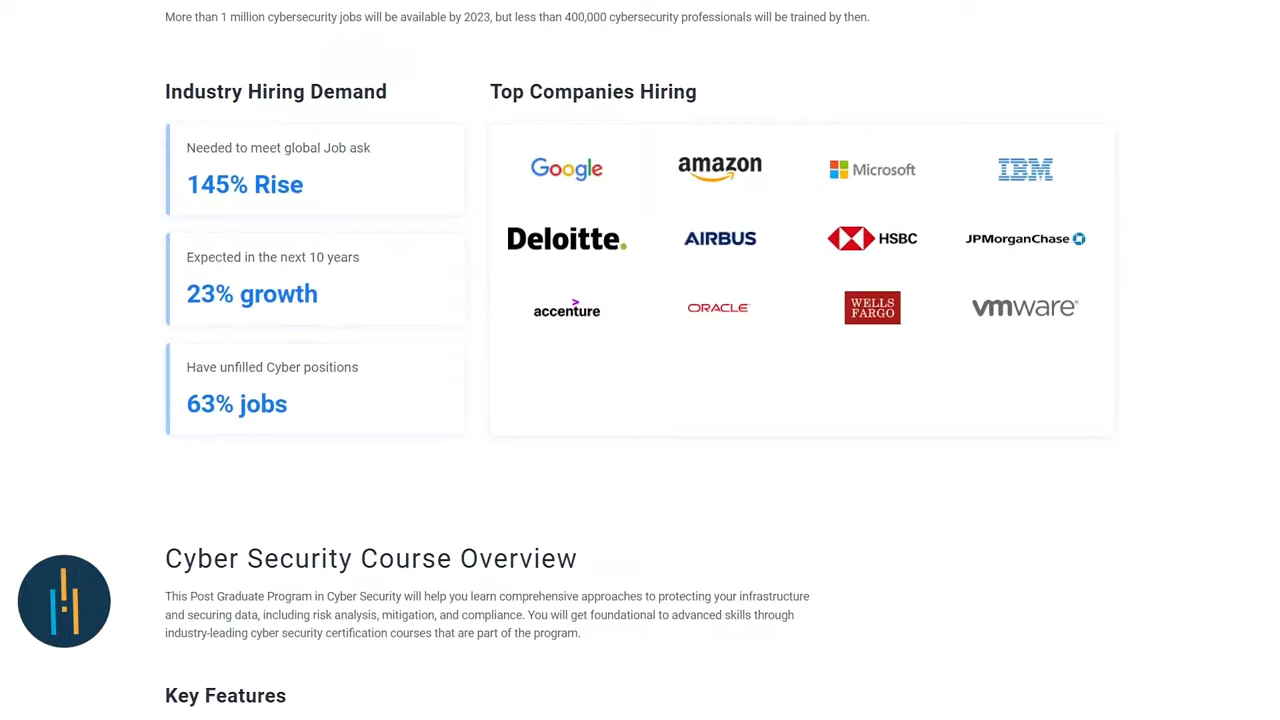 More than 1 million cybersecurity jobs will be available by 2023, but less than 400,000 cybersecurity professionals will be trained by then.
Industry Hiring Demand
Needed to meet global Job ask
145% Rise
Expected in the next 10 years
23% growth
Have unfilled Cyber positions
63% jobs
Top Companies Hiring
Google amazon Microsoft IBM
Deloitte. AIRBUS HSBC JPMorganChase
accenture ORACLE WELLS FARGO vmware
Cyber Security Course Overview
This Post Graduate Program in Cyber Security will help you learn comprehensive approaches to protecting your infrastructure
and securing data, including risk analysis, mitigation, and compliance. You will get foundational to advanced skills through
industry-leading cyber security certification courses that are part of the program.
Key Features